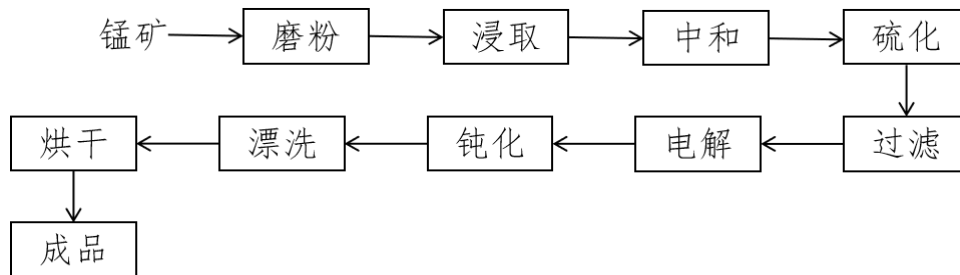 锰矿 磨粉 浸取 中和 硫化
烘干 漂洗 钝化 电解 过滤
成品